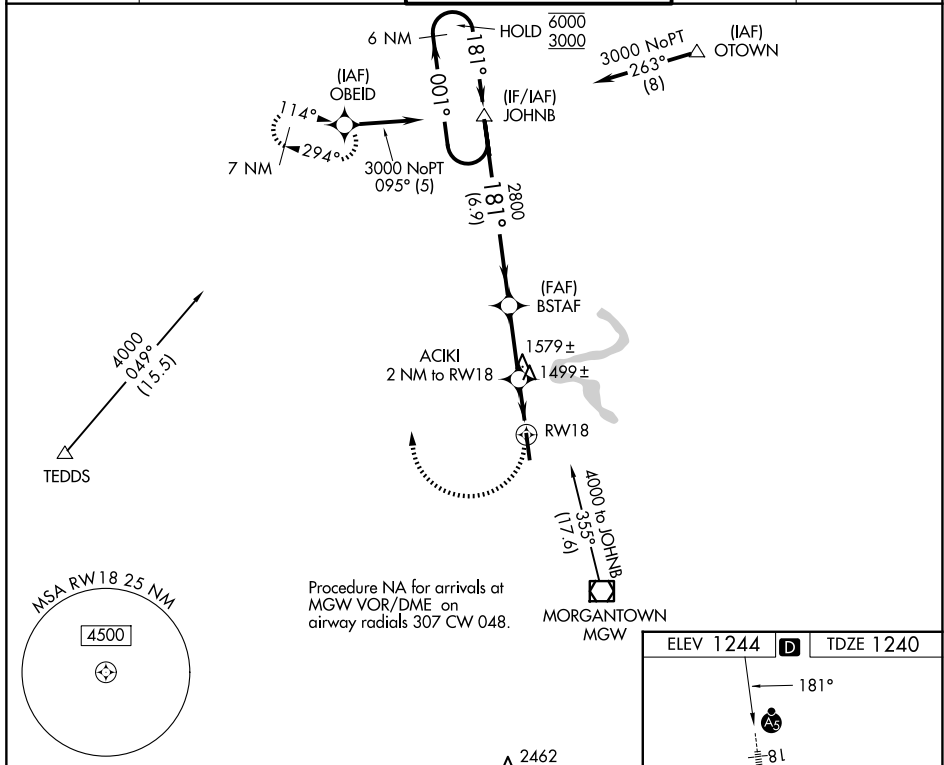 6 NM
HOLD
6000
3000
181°
001°
(IAF)
OTOWN
3000 NoPT
263°
(8)
(IAF)
OBEID
114°
294°
7 NM
3000 NoPT
095° (5)
(IF/IAF)
JOHNB
2800
181°
(6.9)
(FAF)
BSTAF
4000
049°
(15.5)
TEDDS
ACIKI
2 NM to RW18
1579 ±
1499 ±
RW18
4000 to JOHNB
355°
(17.6)
MORGANTOWN
MGW
Procedure NA for arrivals at
MGW VOR/DME on
airway radials 307 CW 048.
MSA RW18 25 NM
4500
2462
ELEV 1244 D TDZE 1240
181°
A5
18